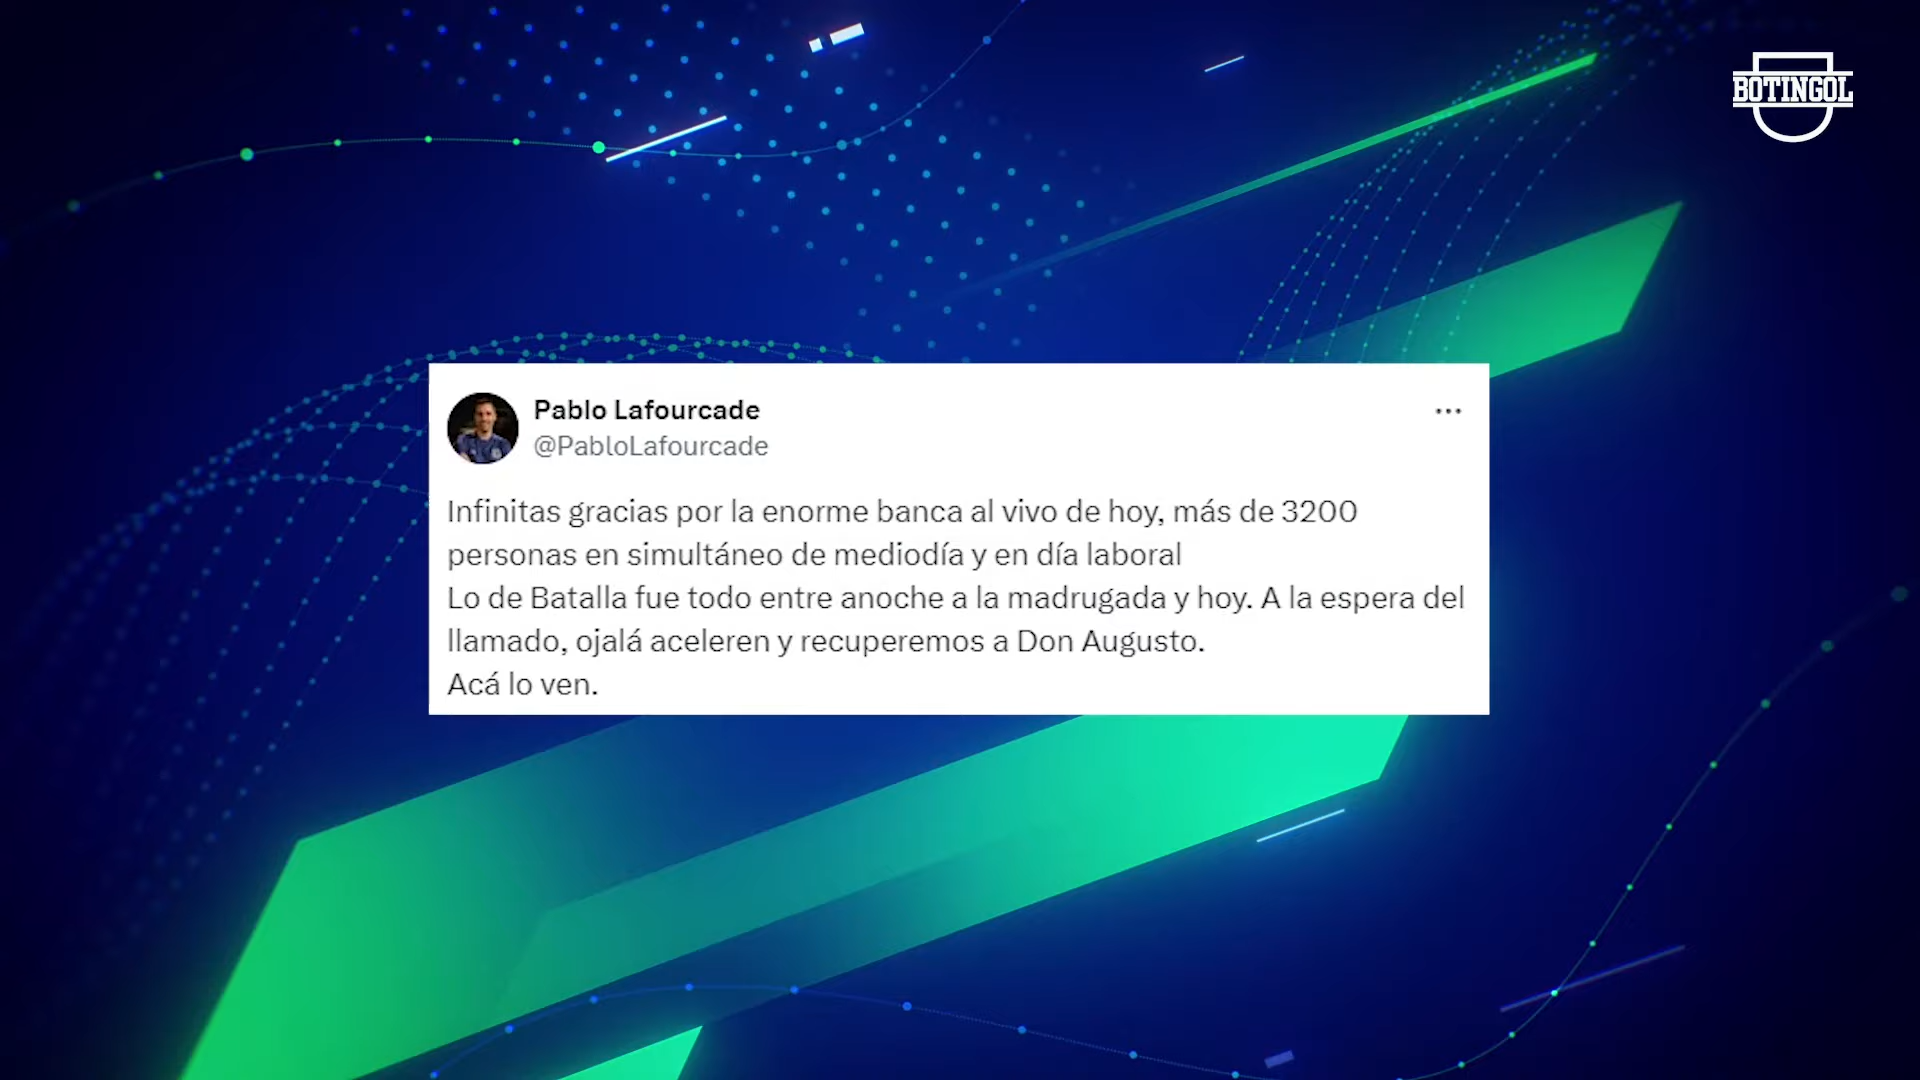 BOTINGOL
Pablo Lafourcade
@PabloLafourcade
Infinitas gracias por la enorme banca al vivo de hoy, más de 3200
personas en simultáneo de mediodía y en día laboral
Lo de Batalla fue todo entre anoche a la madrugada y hoy. A la espera del
llamado, ojalá aceleren y recuperemos a Don Augusto.
Acá lo ven.